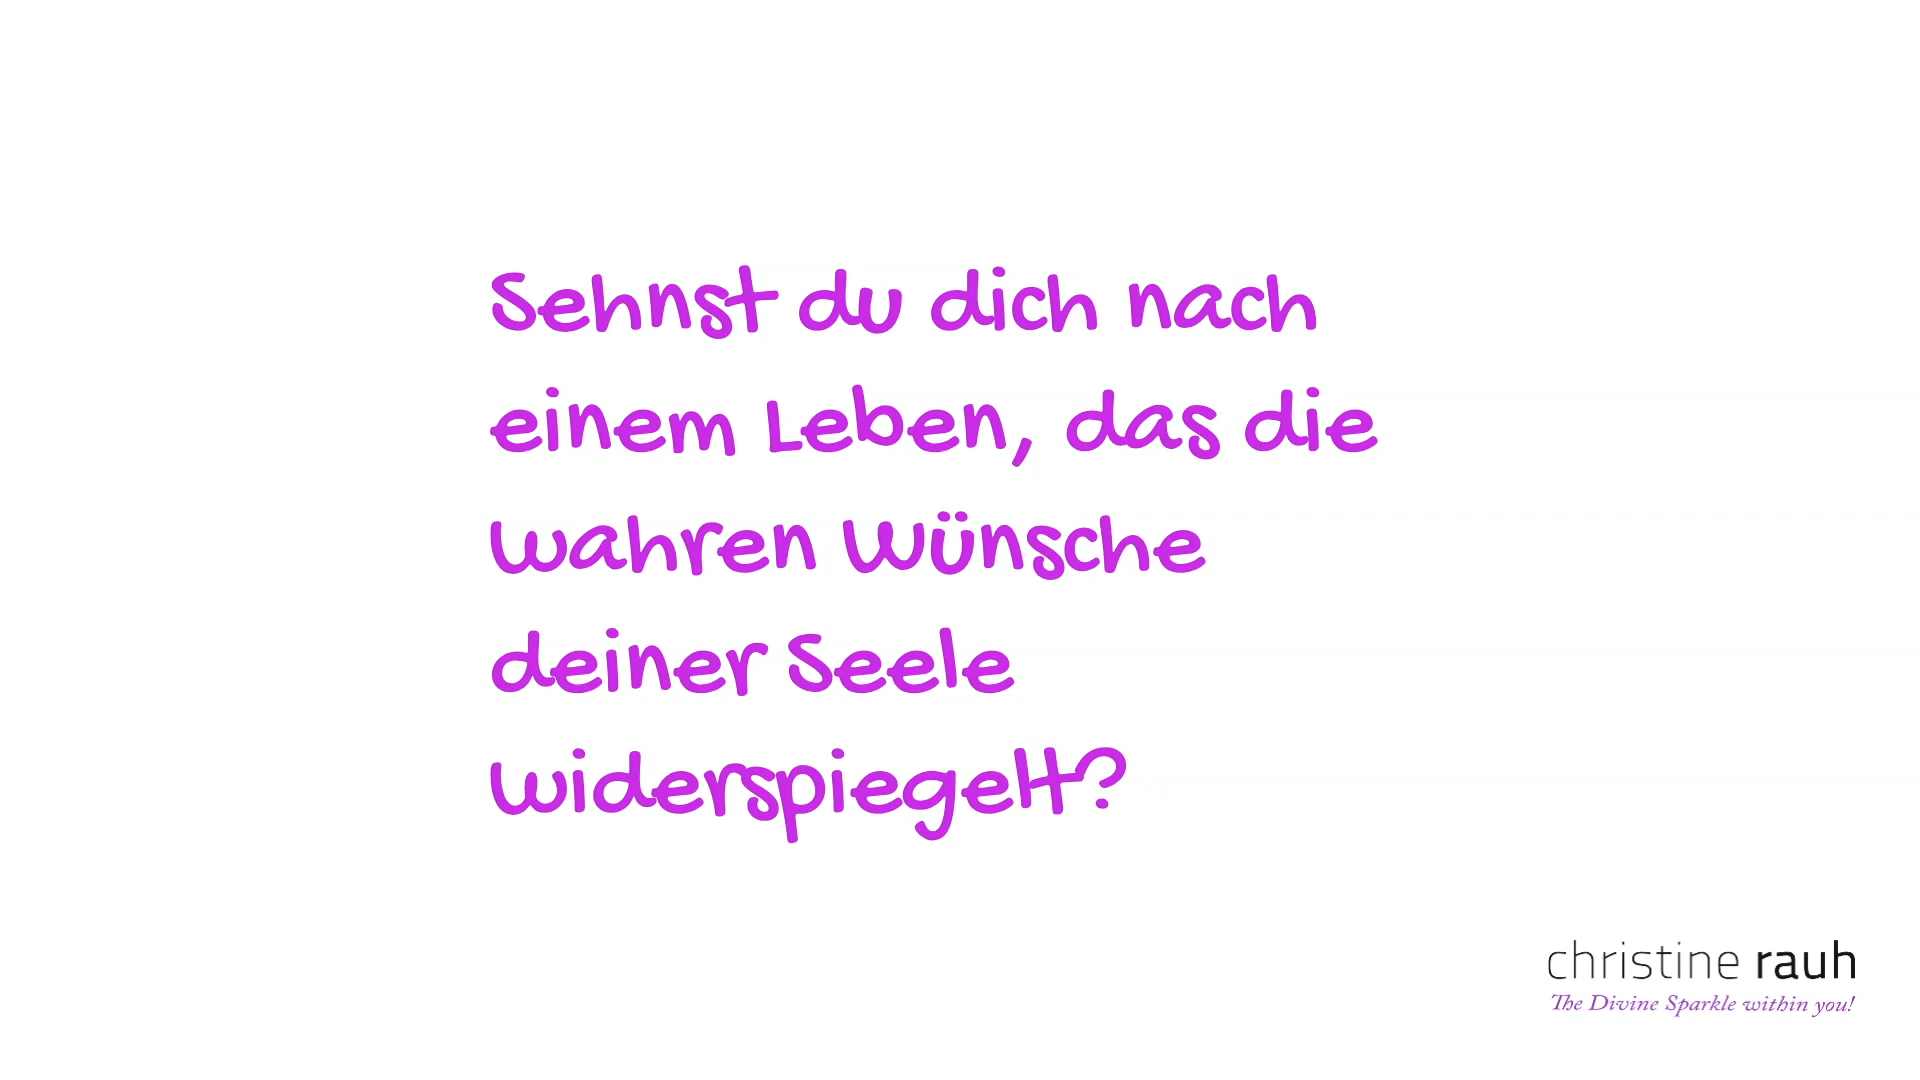 Sehnst du dich nach
einem Leben, das die
wahren Wünsche
deiner Seele
widerspiegelt?
christine rauh
The Divine Sparkle within you!